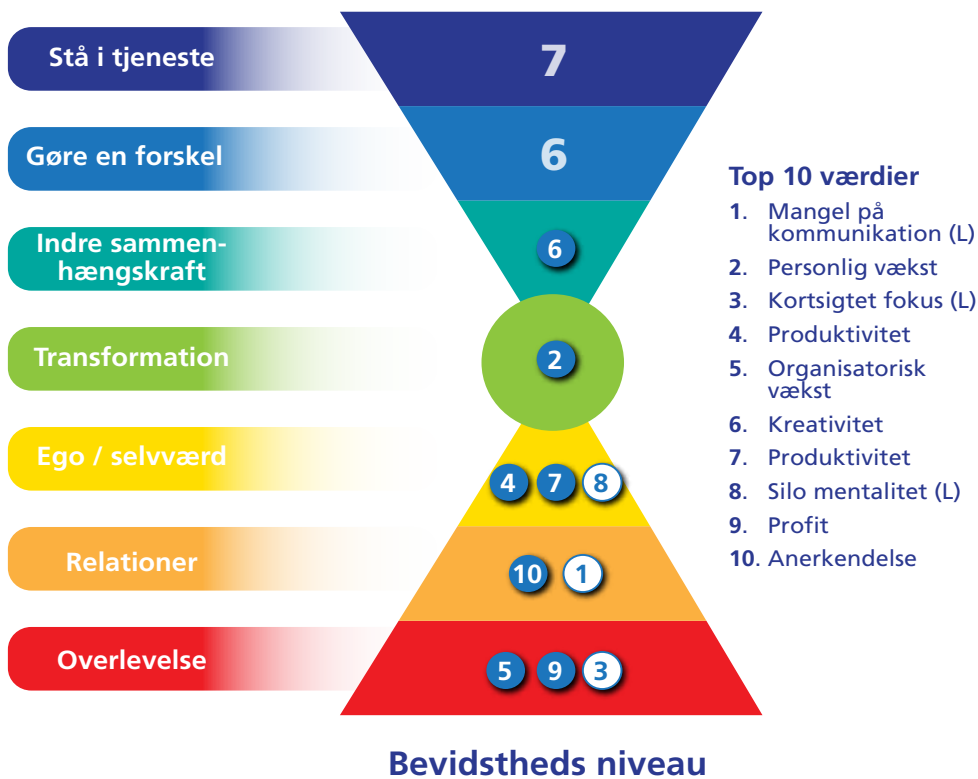 Stå i tjeneste
7
Gøre en forskel
6
Indre sammen-
hængskraft
6
Transformation
2
Ego / selvværd
4 7 8
Relationer
10 1
Overlevelse
5 9 3
Top 10 værdier
1. Mangel på
kommunikation (L)
2. Personlig vækst
3. Kortsigtet fokus (L)
4. Produktivitet
5. Organisatorisk
vækst
6. Kreativitet
7. Produktivitet
8. Silo mentalitet (L)
9. Profit
10. Anerkendelse
Bevidstheds niveau